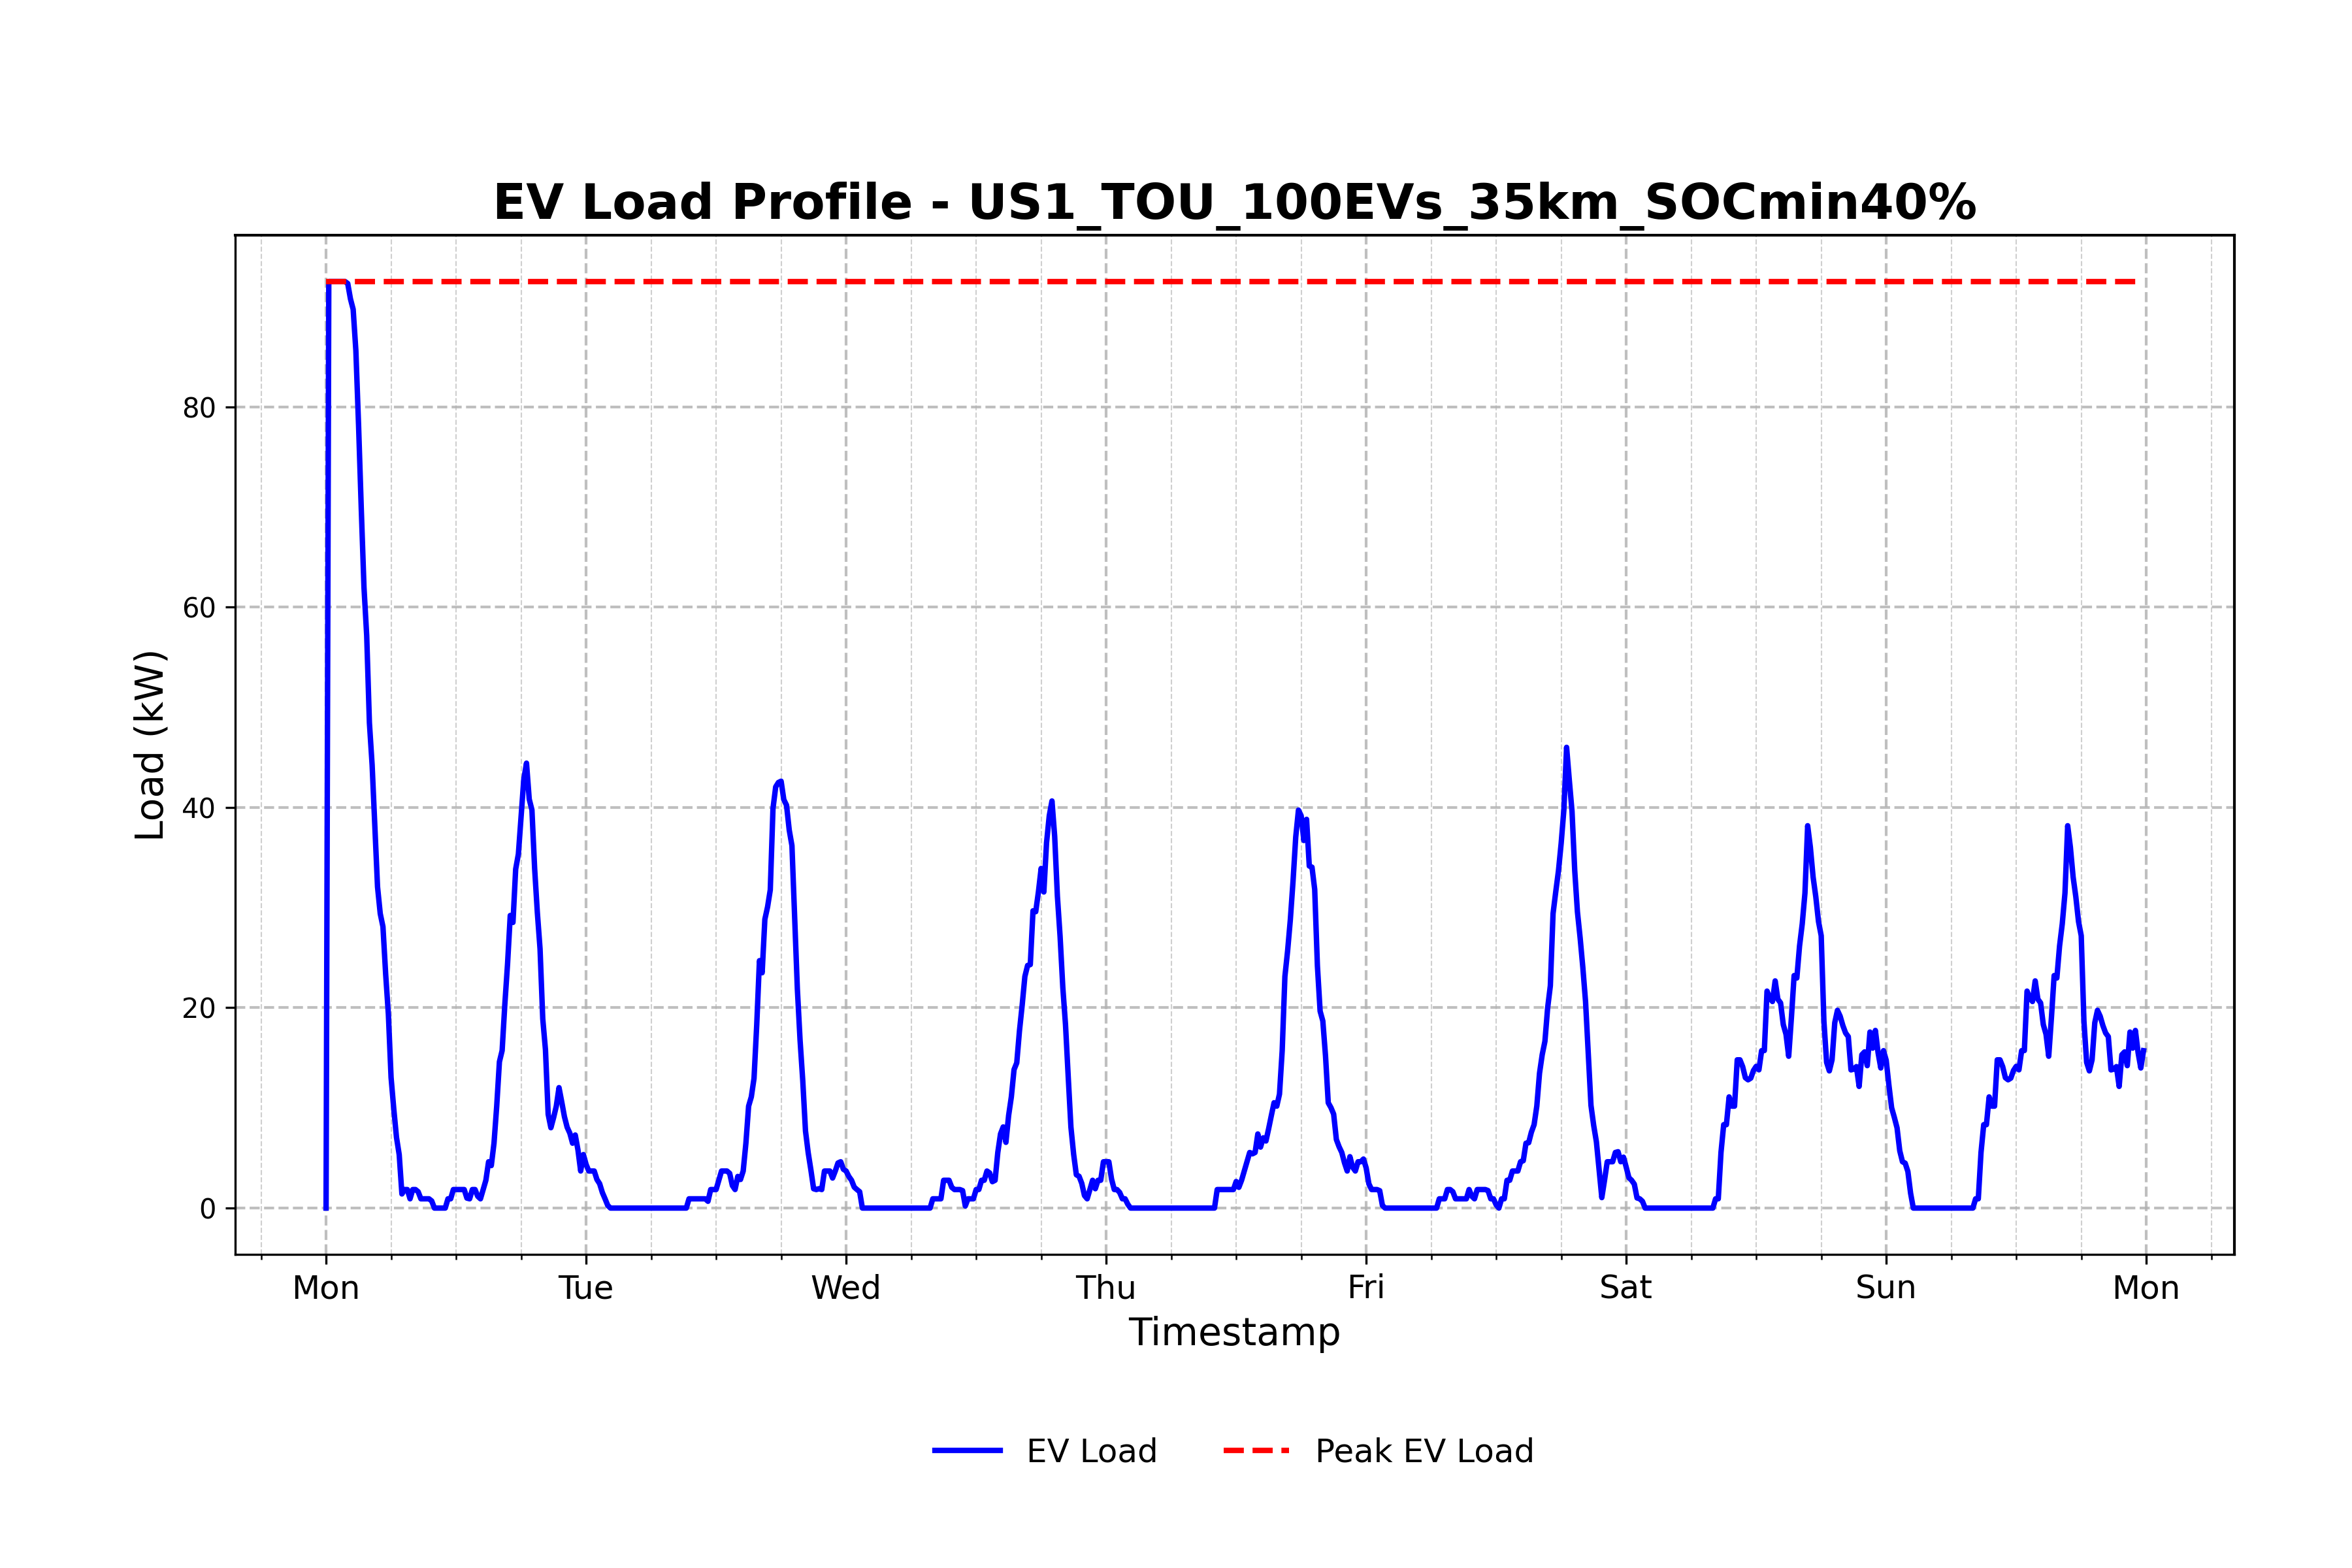 EV Load Profile - US1_TOU_100EVs_35km_SOCmin40%
Load (kW)
80
60
40
20
0
Mon Tue Wed Thu Fri Sat Sun Mon
Timestamp
EV Load Peak EV Load